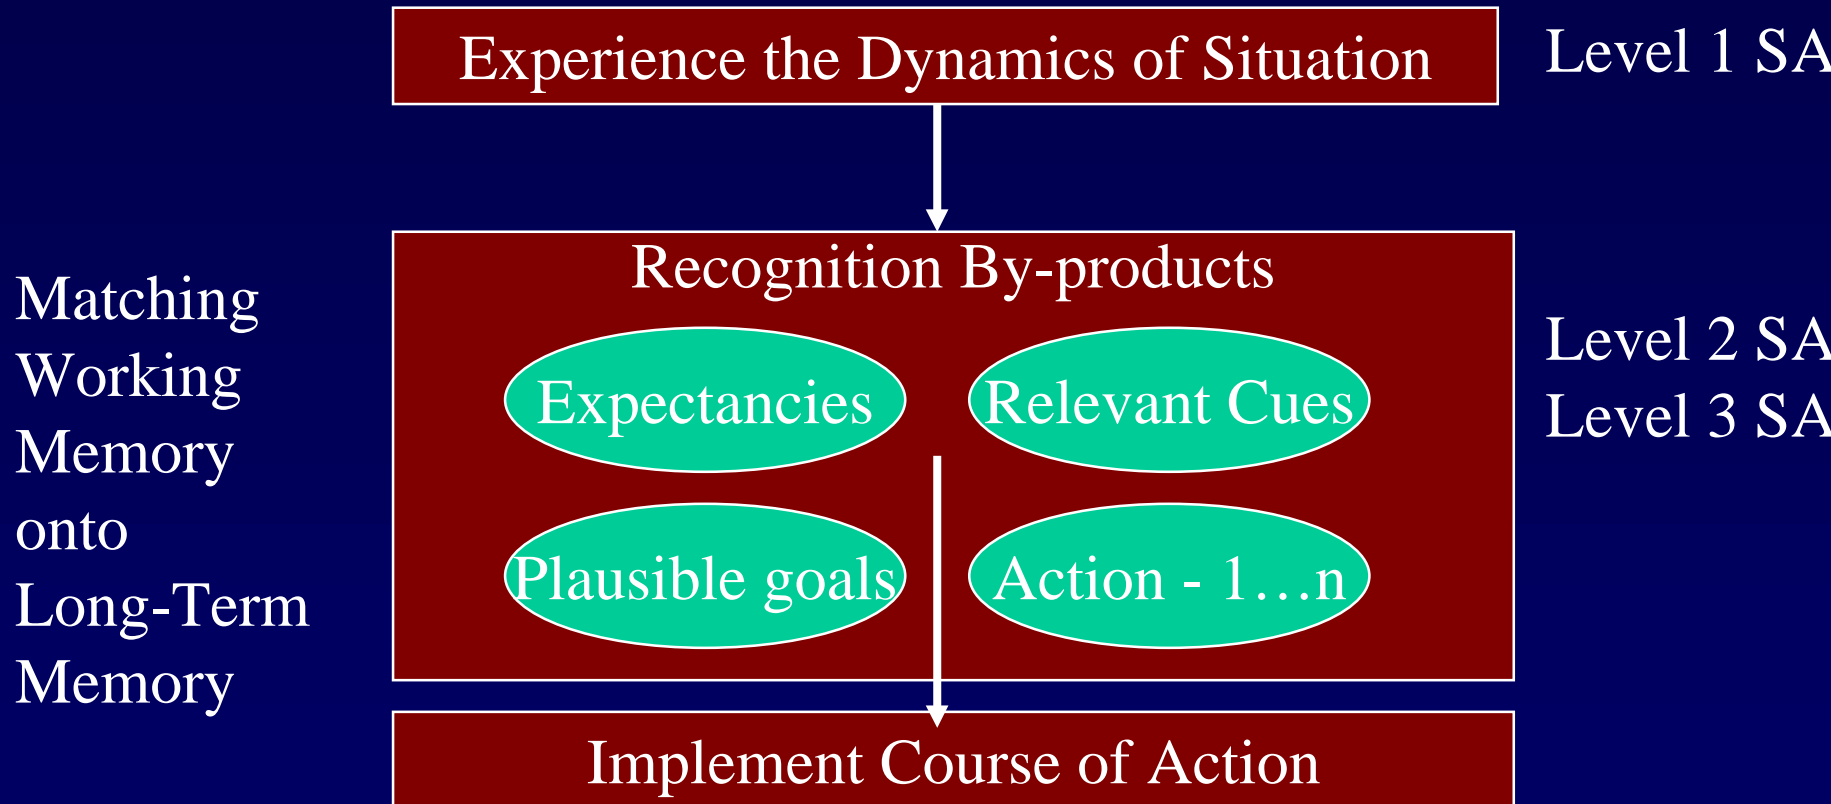 Experience the Dynamics of Situation
Level 1 SA
Matching
Working
Memory
onto
Long-Term
Memory
Recognition By-products
Expectancies
Relevant Cues
Plausible goals
Action - 1…n
Level 2 SA
Level 3 SA
Implement Course of Action